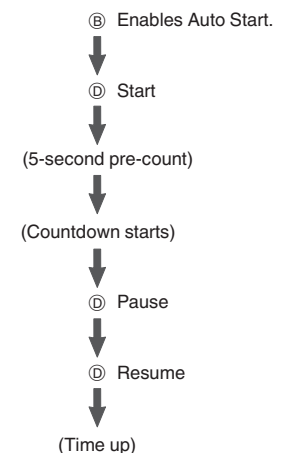 Ⓑ Enables Auto Start.
Ⓓ Start
(5-second pre-count)
(Countdown starts)
Ⓓ Pause
Ⓓ Resume
(Time up)